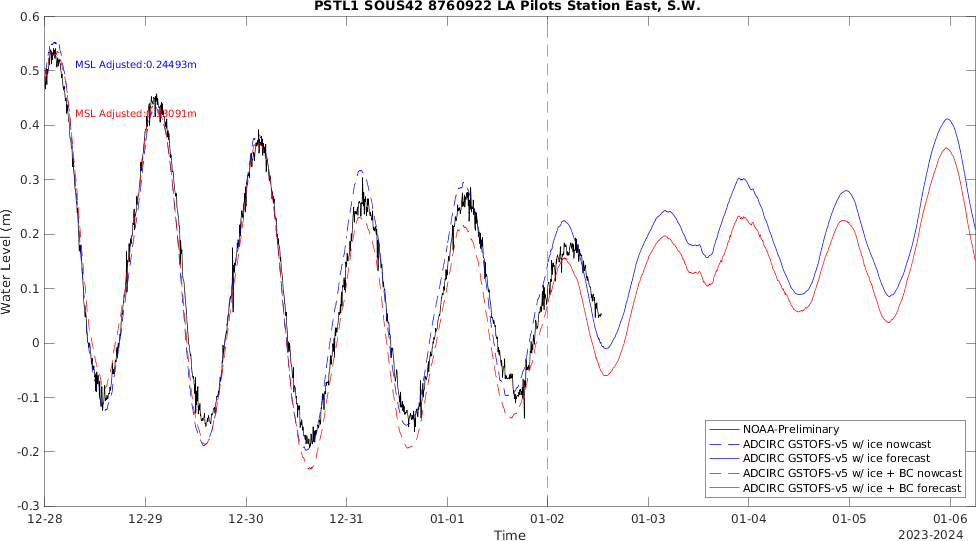 PSTL1 SOUS42 8760922 LA Pilots Station East, S.W.
Water Level (m)
0.6
0.5
0.4
0.3
0.2
0.1
0
-0.1
-0.2
-0.3
MSL Adjusted:0.24493m
MSL Adjusted: 3091m
12-28 12-29 12-30 12-31 01-01 01-02 01-03 01-04 01-05 01-06
Time
2023-2024
NOAA-Preliminary
ADCIRC GSTOFS-v5 w/ ice nowcast
ADCIRC GSTOFS-v5 w/ ice forecast
ADCIRC GSTOFS-v5 w/ ice + BC nowcast
ADCIRC GSTOFS-v5 w/ ice + BC forecast